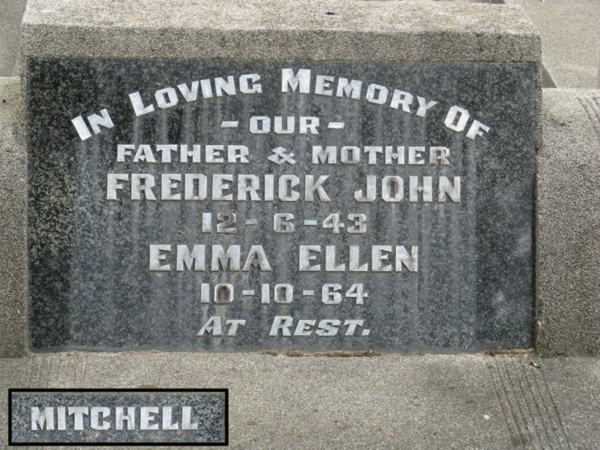 In Loving Memory Of
- OUR -
FATHER & MOTHER
FREDERICK JOHN
12-6-43
EMMA ELLEN
10-10-64
At Rest.
MITCHELL